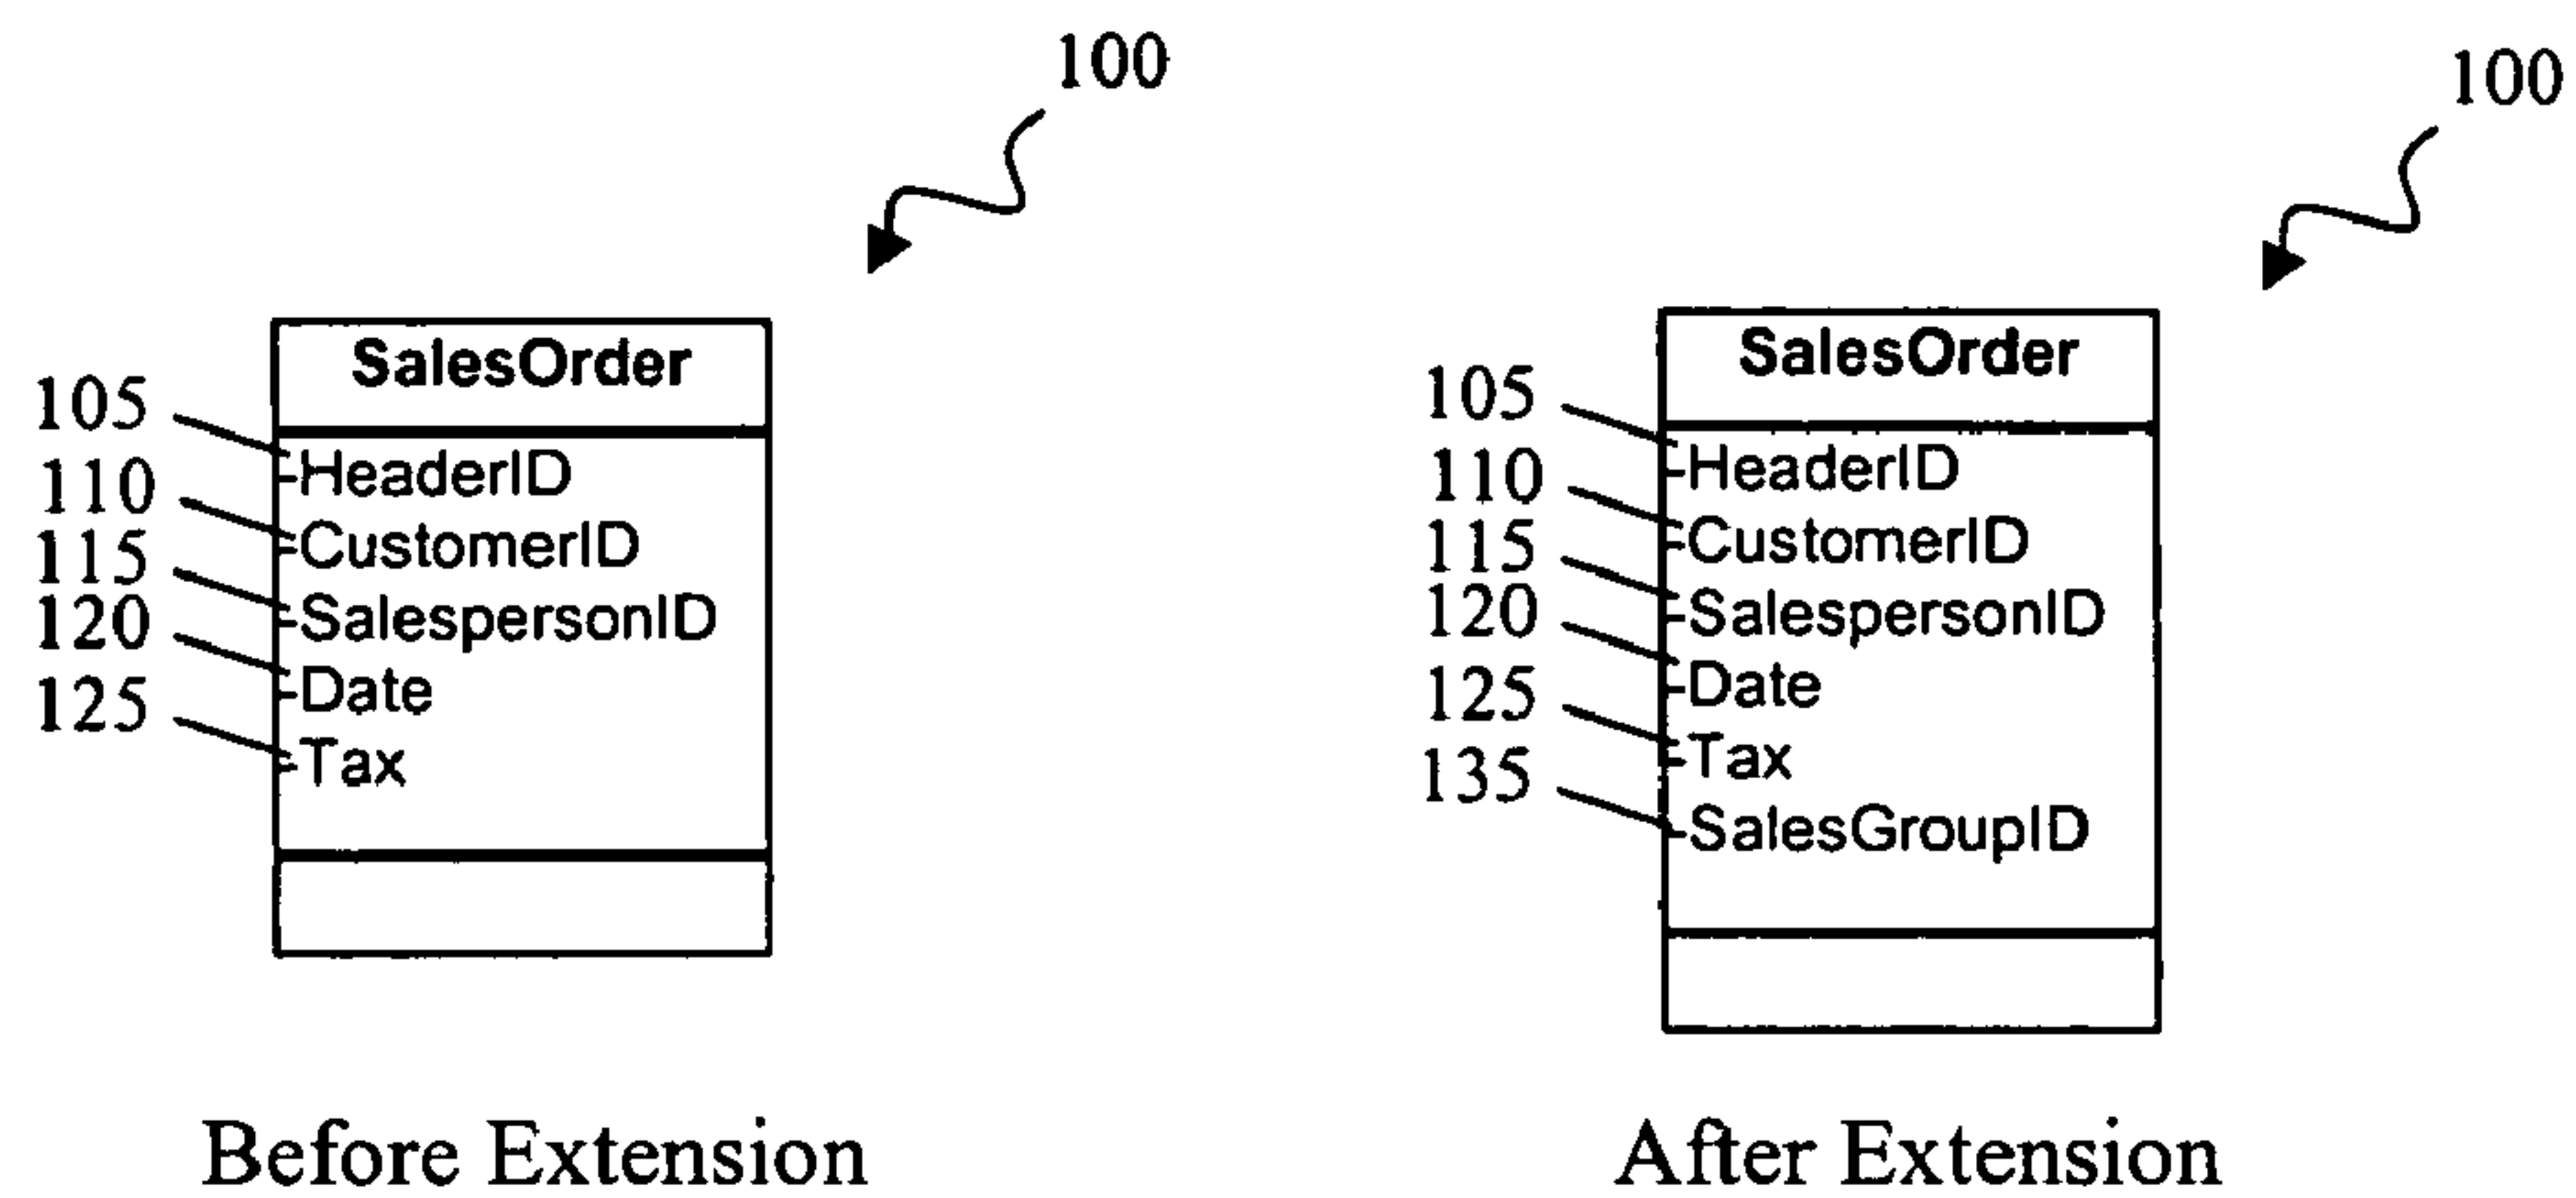 100
SalesOrder
105
HeaderID
110
CustomerID
115
SalespersonID
120
Date
125
Tax
Before Extension
100
SalesOrder
105
HeaderID
110
CustomerID
115
SalespersonID
120
Date
125
Tax
135
SalesGroupID
After Extension